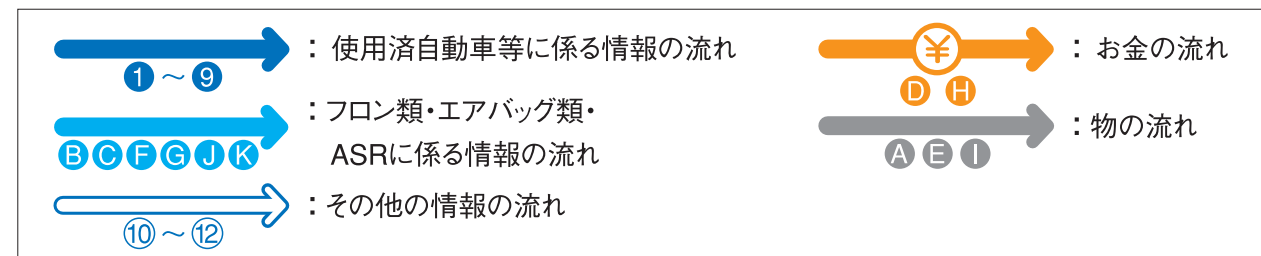 ：使用済自動車等に係る情報の流れ
❶～❾
：フロン類・エアバッグ類・
ASRに係る情報の流れ
B C F G J K
：その他の情報の流れ
⑩～⑫
¥
：お金の流れ
D H
：物の流れ
A E I